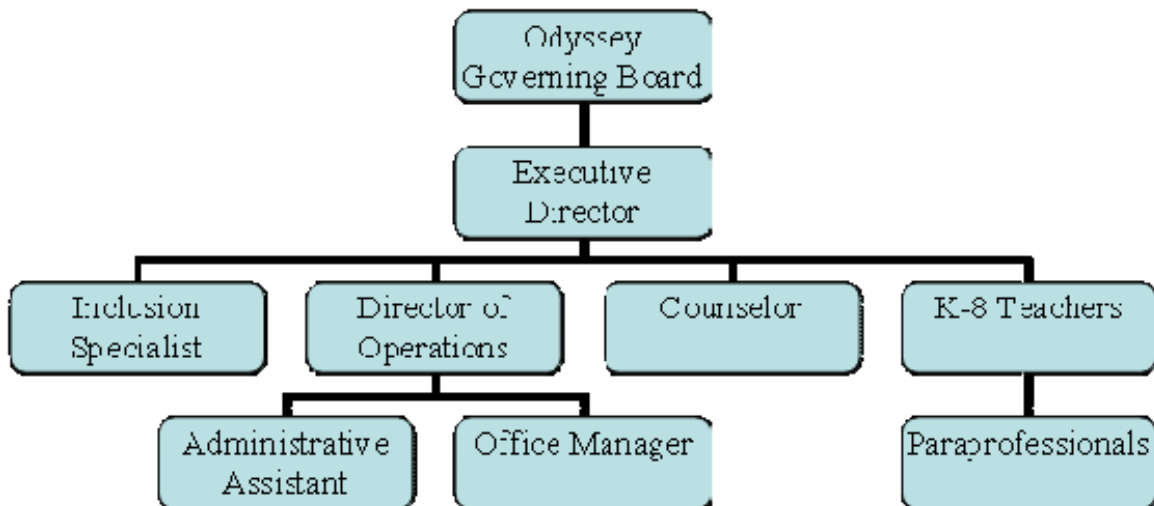 Odyssey
Governing Board
Executive
Director
Inclusion
Specialist
Director of
Operations
Counselor
K-8 Teachers
Administrative
Assistant
Office Manager
Paraprofessionals